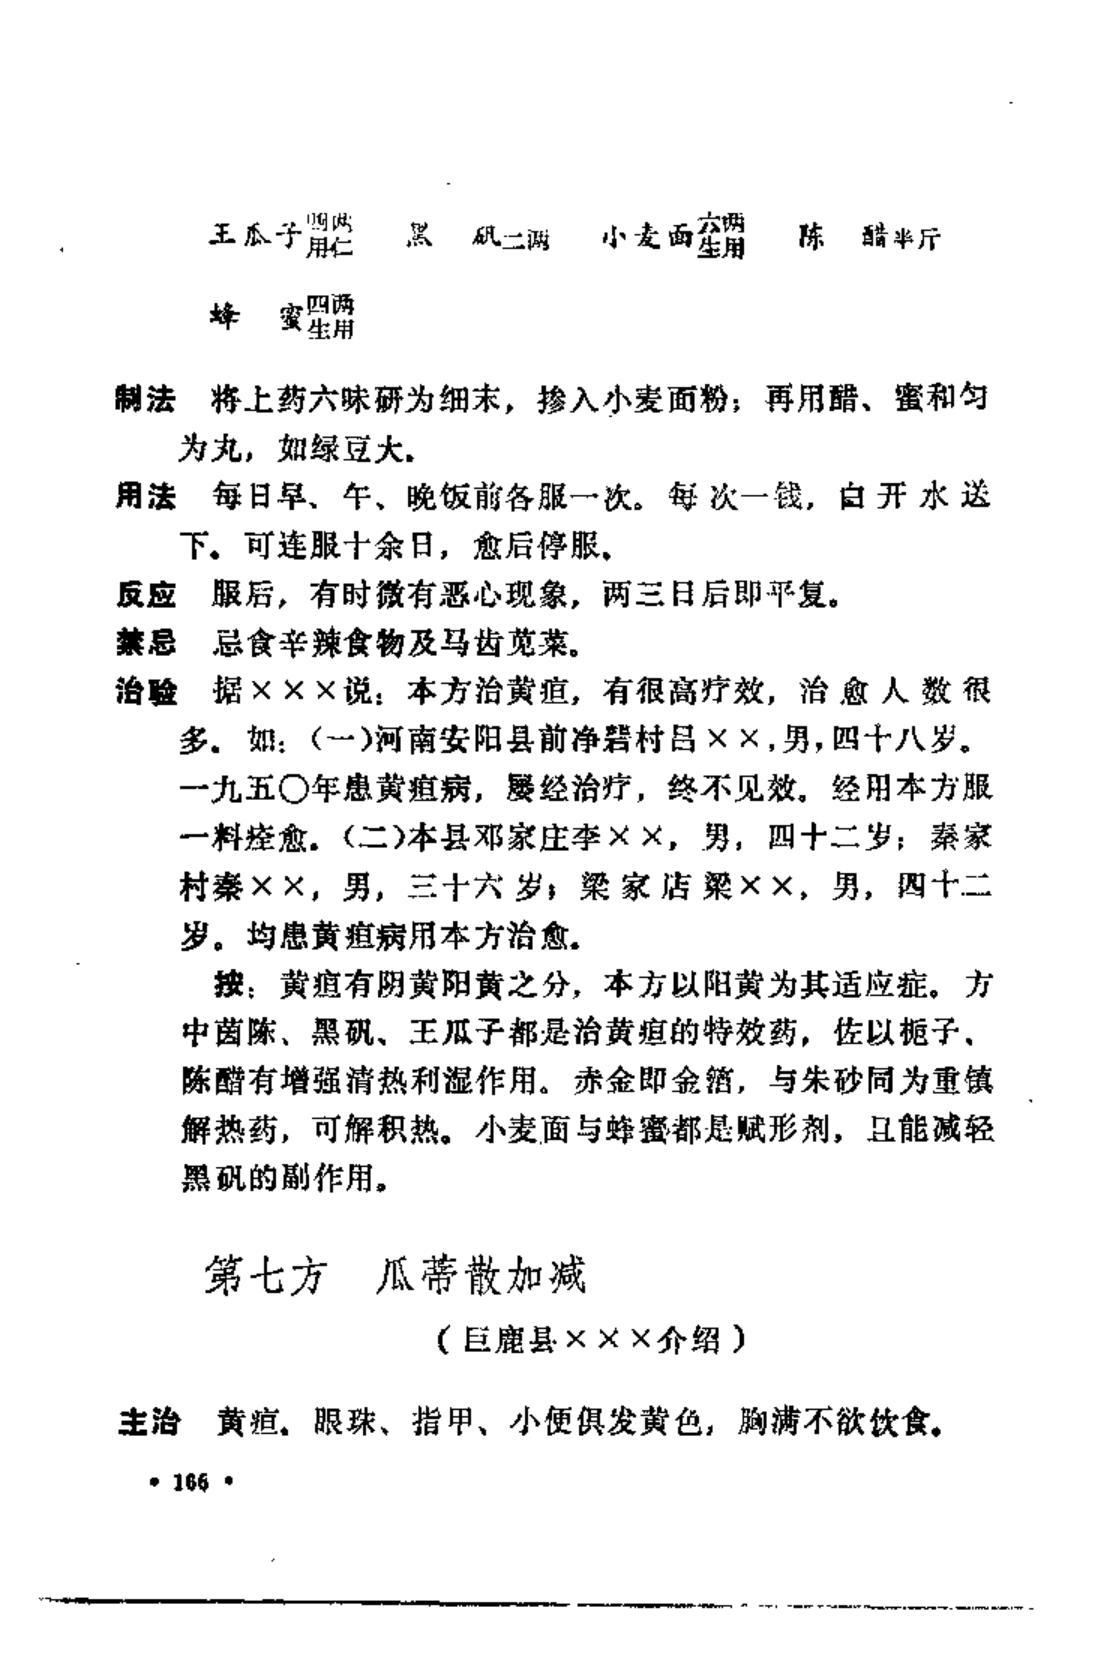 王瓜子四两用仁 黑 矾二两 小麦面六两生用 陈 醋半斤
蜂 蜜四两生用
制法 将上药六味研为细末，掺入小麦面粉；再用醋、蜜和匀
为丸，如绿豆大。
用法 每日早、午、晚饭前各服一次。每次一钱，白开水送
下。可连服十余日，愈后停服。
反应 服后，有时微有恶心现象，两三日后即平复。
禁忌 忌食辛辣食物及马齿苋菜。
治验 据×××说：本方治黄疸，有很高疗效，治愈人数很
多。如：(一)河南安阳县前净渠村吕××，男，四十八岁。
一九五〇年患黄疸病，屡经治疗，终不见效。经用本方服
一料痊愈。(二)本县邓家庄李××，男，四十二岁；秦家
村秦××，男，三十六岁；梁家店梁××，男，四十二
岁。均患黄疸病用本方治愈。
按：黄疸有阴黄阳黄之分，本方以阳黄为其适应症。方
中茵陈、黑矾、王瓜子都是治黄疸的特效药，佐以栀子、
陈醋有增强清热利湿作用。赤金即金箔，与朱砂同为重镇
解热药，可解积热。小麦面与蜂蜜都是赋形剂，且能减轻
黑矾的副作用。
第七方 瓜蒂散加减
（巨鹿县×××介绍）
主治 黄疸。眼珠、指甲、小便俱发黄色，胸满不欲饮食。
• 166 •